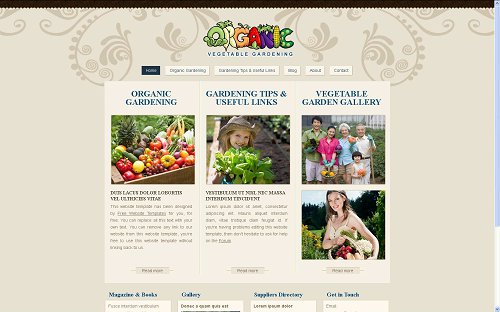 ORGANIC
VEGETABLE GARDENING
Home
Organic Gardening
Gardening Tips & Useful Links
Blog
About
Contact
ORGANIC
GARDENING
DUIS LACUS DOLOR LOBORTIS
VEL ULTRICIES VITAE
This website template has been designed
by Free Website Templates for you, for
free. You can replace all this text with your
own text. You can remove any link to our
website from this website template, you're
free to use this website template without
linking back to us.
Read more
GARDENING TIPS &
USEFUL LINKS
VESTIBULUM UT NISL NEC MASSA
INTERDUM TINCIDUNT
Lorem ipsum dolor sit amet, consectetur
adipiscing elit. Mauris aliquet interdum
diam, vitae tristique diam feugiat id. If
you're having problems editing this website
template, then don't hesitate to ask for help
on the Forum
Read more
VEGETABLE
GARDEN GALLERY
Read more
Magazine & Books
Fusce interdum vestibulum
Gallery
Donec a quam quis est
Suppliers Directory
Lorem ipsum dolor
Get in Touch
Email: